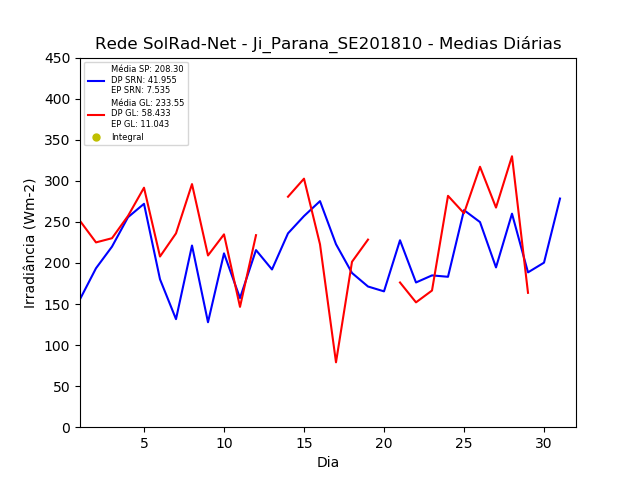 Rede SolRad-Net - Ji_Parana_SE201810 - Medias Diárias
Irradiância (Wm-2)
450
400
350
300
250
200
150
100
50
0
Média SP: 208.30
DP SRN: 41.955
EP SRN: 7.535
Média GL: 233.55
DP GL: 58.433
EP GL: 11.043
Integral
5
10
15
20
25
30
Dia